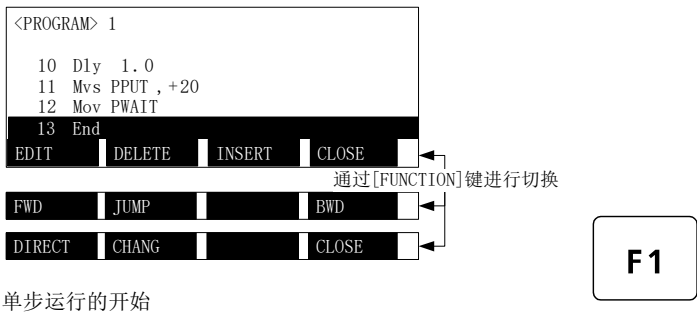 <PROGRAM> 1
10 Dly 1.0
11 Mvs PPUT ,+20
12 Mov PWAIT
13 End
EDIT DELETE INSERT CLOSE
通过[FUNCTION]键进行切换
FWD JUMP BWD
DIRECT CHANG CLOSE
F1
单步运行的开始